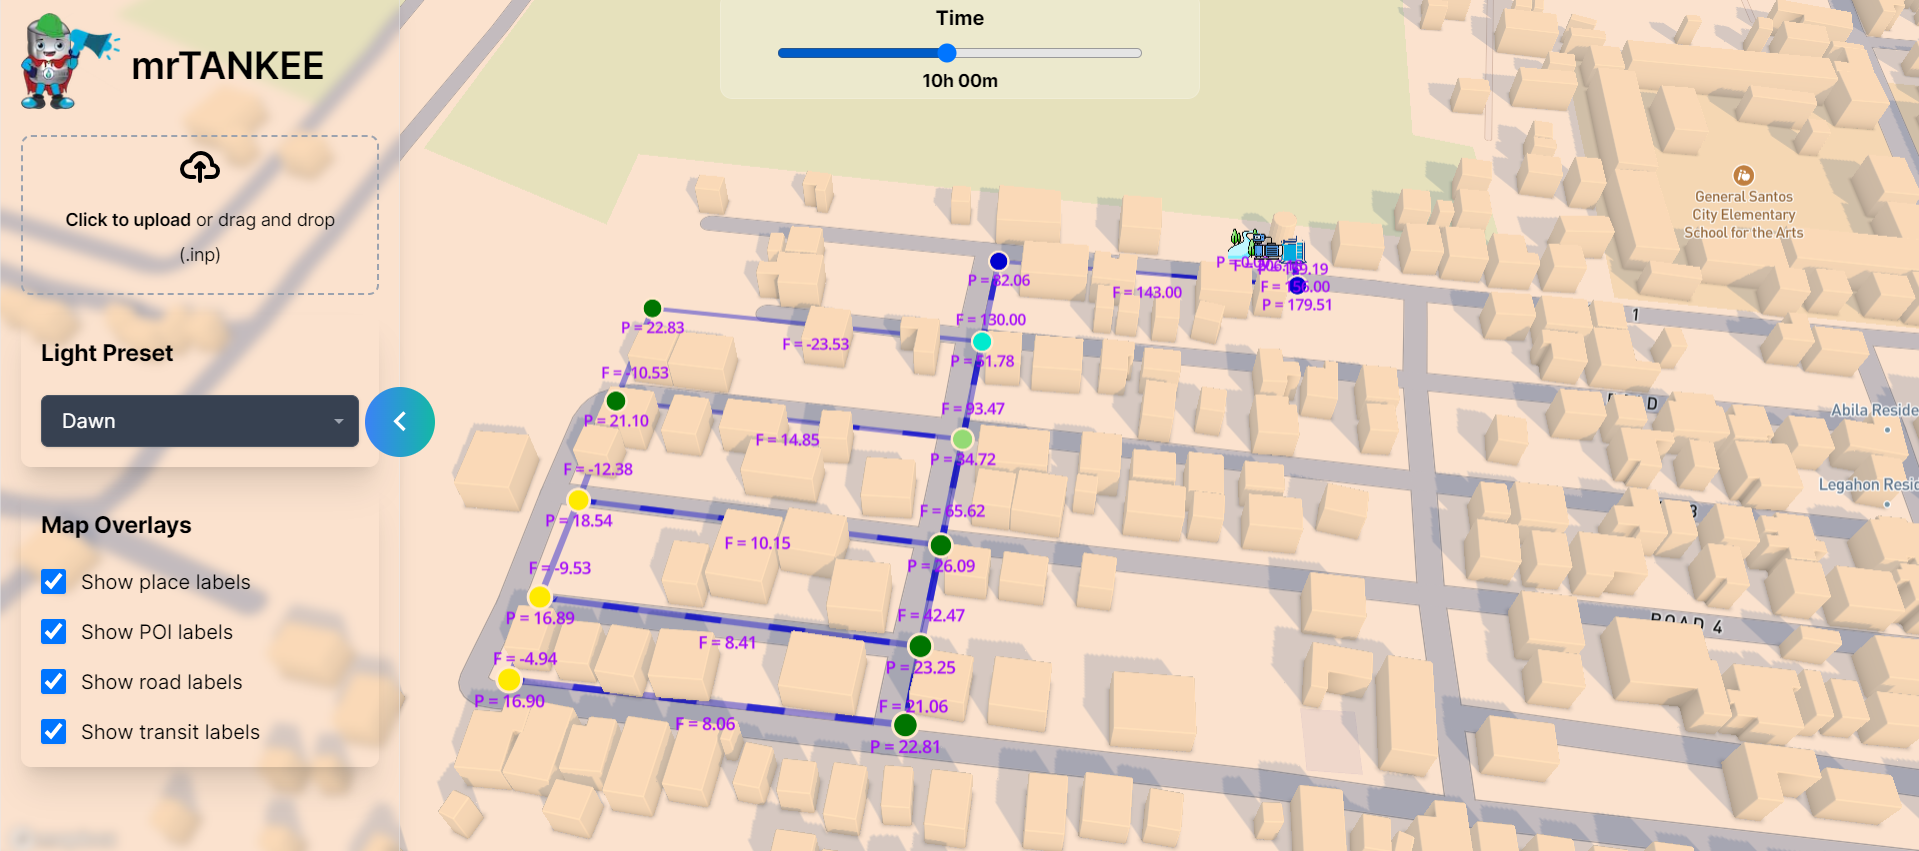 mrTANKEE
Click to upload or drag and drop
(.inp)
Light Preset
Dawn
Map Overlays
Show place labels
Show POI labels
Show road labels
Show transit labels
Time
10h 00m
General Santos
City Elementary
School for the Arts
P = 82.06
F = 143.00
F = 156.00
P = 179.51
1
F = 130.00
P = 22.83
F = -23.53
P = 51.78
F = -10.53
F = 93.47
P = 21.10
F = 14.85
P = 34.72
Abila Reside
F = -12.38
Legahon Resid
P = 18.54
F = 65.62
F = 10.15
F = -9.53
P = 26.09
P = 16.89
F = 42.47
F = 8.41
ROAD 4
F = -4.94
P = 23.25
P = 16.90
F = 21.06
F = 8.06
P = 22.81